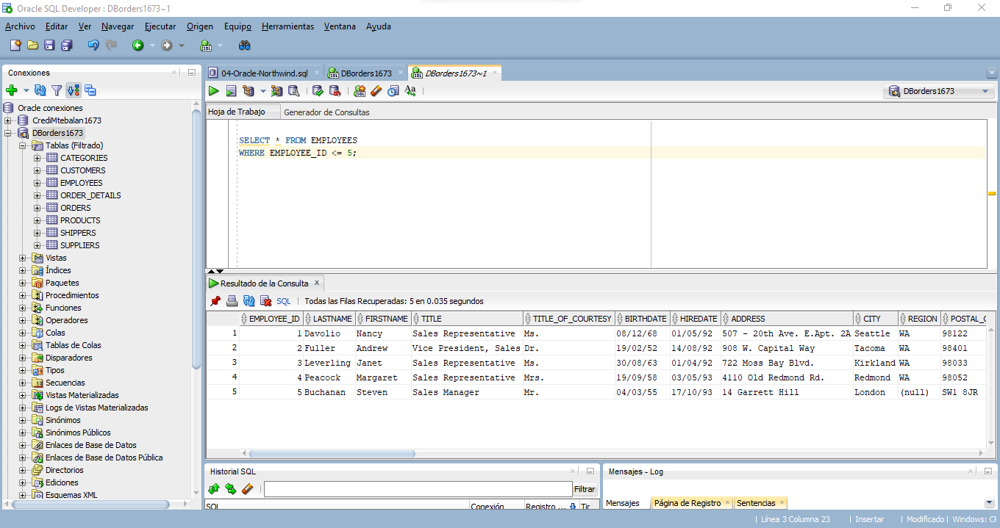 Oracle SQL Developer : DBorders1673~1
Archivo Editar Ver Navegar Ejecutar Origen Equipo Herramientas Ventana Ayuda
Conexiones
Oracle conexiones
CrediMtebalan1673
DBorders1673
Tablas (Filtrado)
CATEGORIES
CUSTOMERS
EMPLOYEES
ORDER_DETAILS
ORDERS
PRODUCTS
SHIPPERS
SUPPLIERS
Vistas
Índices
Paquetes
Procedimientos
Funciones
Operadores
Colas
Tablas de Colas
Disparadores
Tipos
Secuencias
Vistas Materializadas
Logs de Vistas Materializadas
Sinónimos
Sinónimos Públicos
Enlaces de Base de Datos
Enlaces de Base de Datos Pública
Directorios
Ediciones
Esquemas XML
04-Oracle-Northwind.sql DBorders1673 DBorders1673~1
DBorders1673
Hoja de Trabajo Generador de Consultas
SELECT * FROM EMPLOYEES
WHERE EMPLOYEE_ID <= 5;
Resultado de la Consulta x
SQL | Todas las Filas Recuperadas: 5 en 0.035 segundos
EMPLOYEE_ID LASTNAME FIRSTNAME TITLE TITLE_OF_COURTESY BIRTHDATE HIREDATE ADDRESS CITY REGION POSTAL_C
1 1 Davolio Nancy Sales Representative Ms. 08/12/68 01/05/92 507 - 20th Ave. E.Apt. 2A Seattle WA 98122
2 2 Fuller Andrew Vice President, Sales Dr. 19/02/52 14/08/92 908 W. Capital Way Tacoma WA 98401
3 3 Leverling Janet Sales Representative Ms. 30/08/63 01/04/92 722 Moss Bay Blvd. Kirkland WA 98033
4 4 Peacock Margaret Sales Representative Mrs. 19/09/58 03/05/93 4110 Old Redmond Rd. Redmond WA 98052
5 5 Buchanan Steven Sales Manager Mr. 04/03/55 17/10/93 14 Garrett Hill London (null) SW1 8JR
Historial SQL
Filtrar
SQL Conexión Registro ... Tir
Mensajes - Log
Mensajes Página de Registro Sentencias
Línea 3 Columna 23 | Insertar | Modificado | Windows: CF